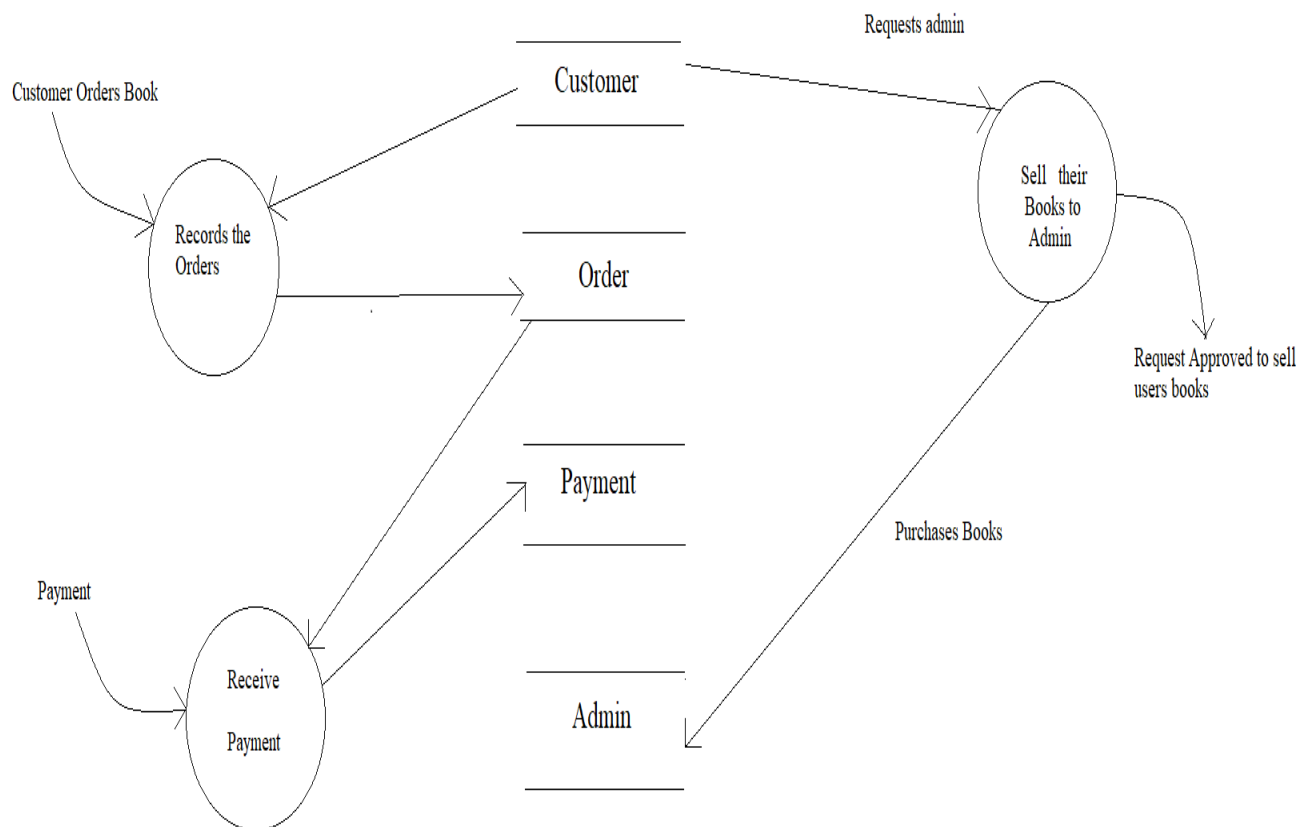 Requests admin
Customer
Customer Orders Book
Sell their
Books to
Admin
Records the
Orders
Order
Request Approved to sell
users books
Payment
Purchases Books
Payment
Receive
Payment
Admin